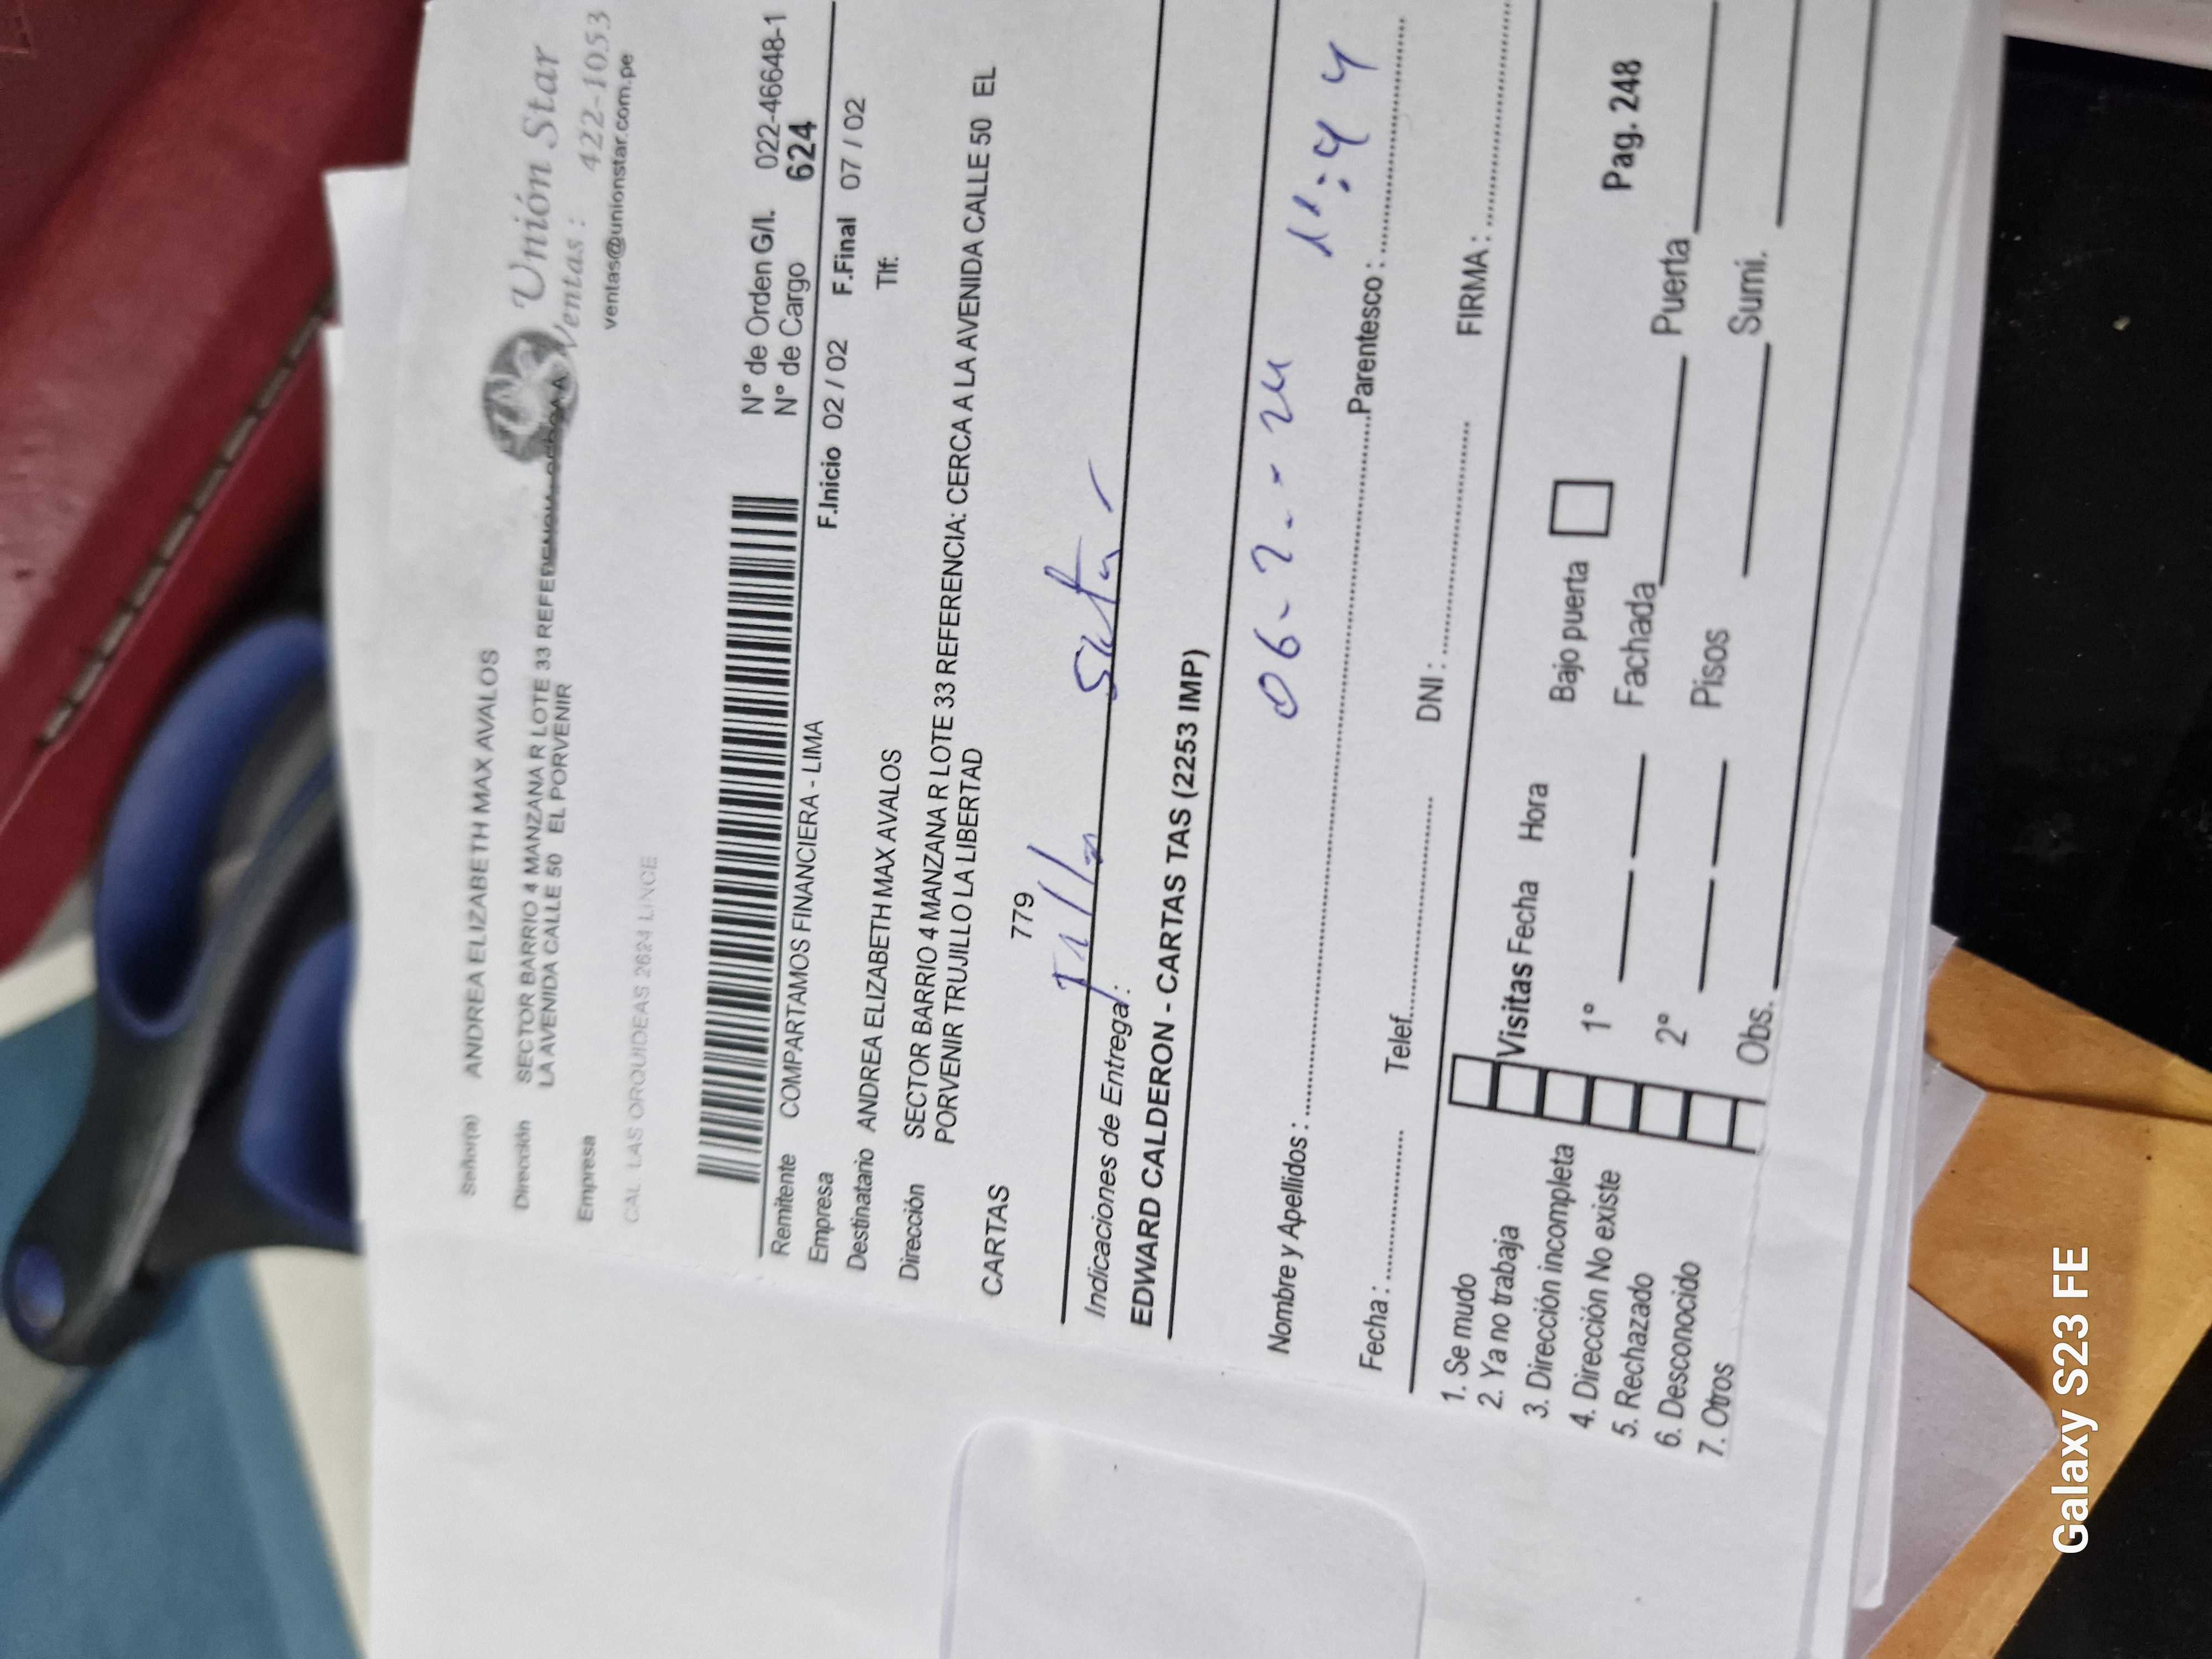 Unión Star
Ventas : 422-1053
ventas@unionstar.com.pe
Señor(a) ANDREA ELIZABETH MAX AVALOS
Dirección SECTOR BARRIO 4 MANZANA R LOTE 33 REFERENCIA: CERCA A
LA AVENIDA CALLE 50 EL PORVENIR
Empresa
CAL LAS ORQUIDEAS 2624 LINCE
N° de Orden G/I. 022-46648-1
N° de Cargo 624
Remitente COMPARTAMOS FINANCIERA - LIMA
Empresa F.Inicio 02 / 02 F.Final 07 / 02
Destinatario ANDREA ELIZABETH MAX AVALOS Tlf:
Dirección SECTOR BARRIO 4 MANZANA R LOTE 33 REFERENCIA: CERCA A LA AVENIDA CALLE 50 EL
PORVENIR TRUJILLO LA LIBERTAD
CARTAS 779
Indicaciones de Entrega :
EDWARD CALDERON - CARTAS TAS (2253 IMP)
06-2--24 11:44
Nombre y Apellidos : Parentesco :
Fecha : Telef. DNI : FIRMA :
1. Se mudo
2. Ya no trabaja
3. Dirección incompleta
4. Dirección No existe
5. Rechazado
6. Desconocido
7. Otros
Visitas Fecha Hora
1°
2°
Obs.
Bajo puerta
Fachada
Pisos
Pag. 248
Puerta
Sumi.
Galaxy S23 FE